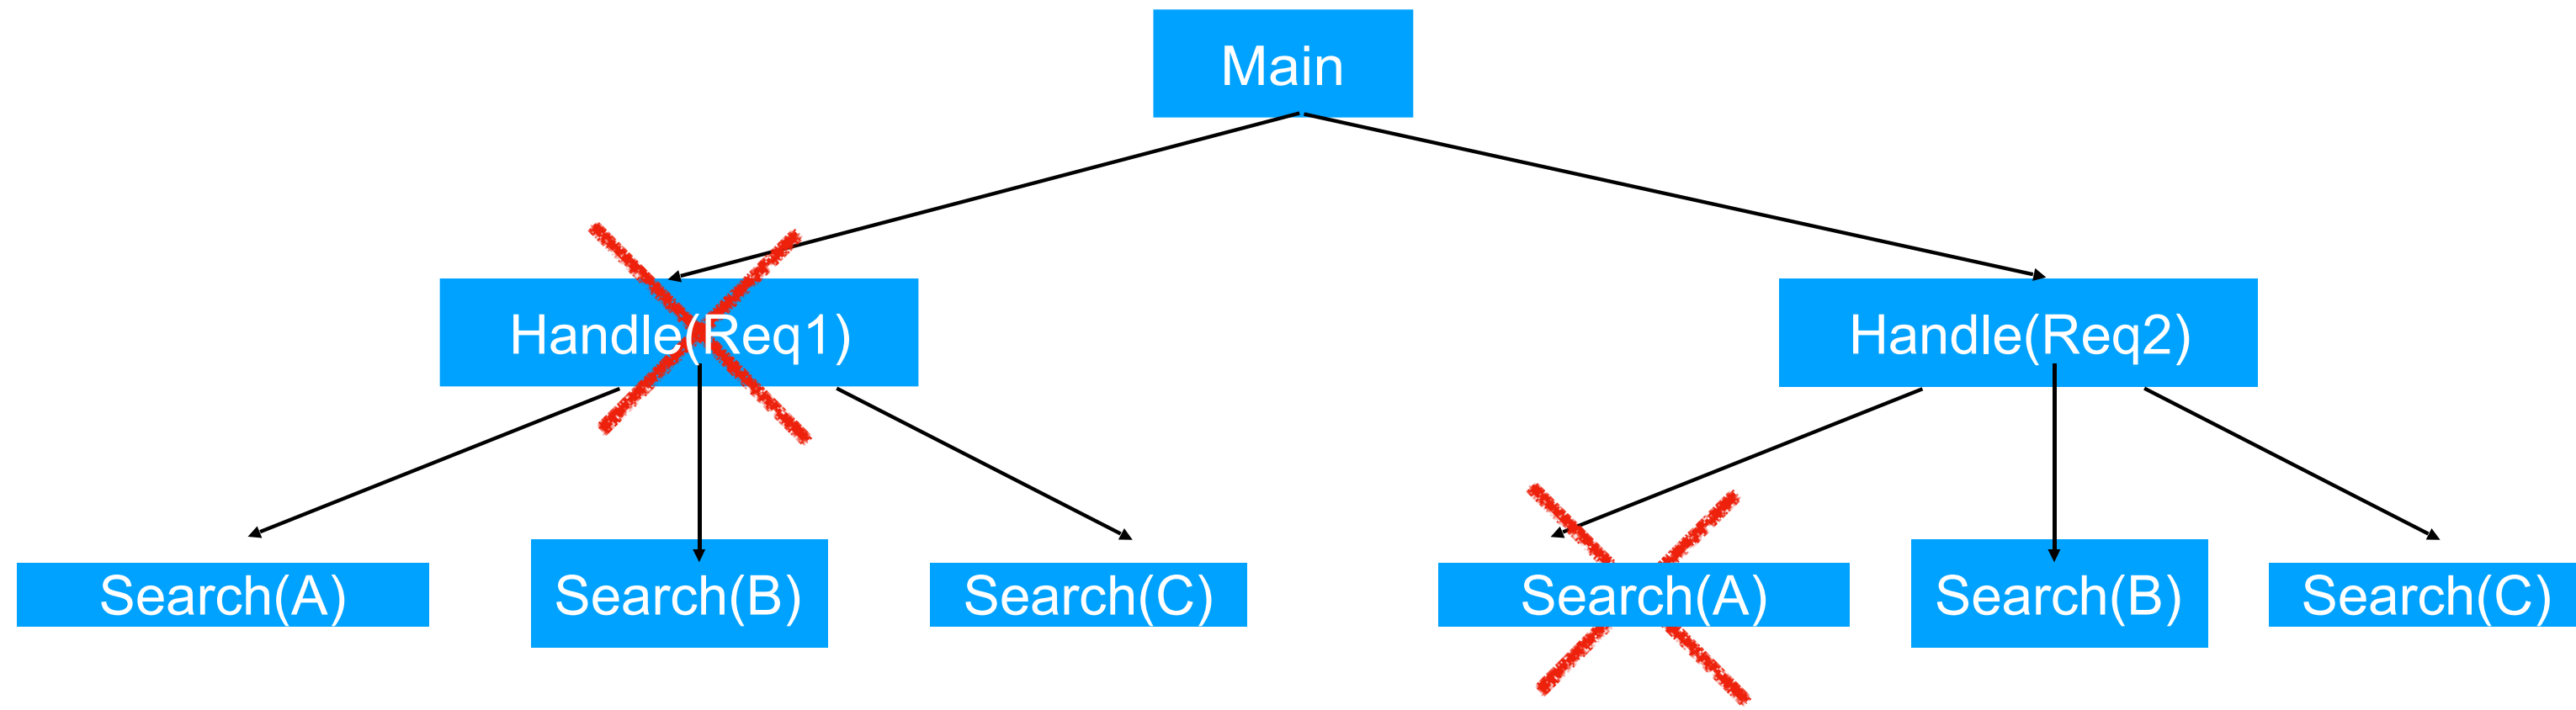 Main
Handle(Req1)
Handle(Req2)
Search(A)
Search(B)
Search(C)
Search(A)
Search(B)
Search(C)